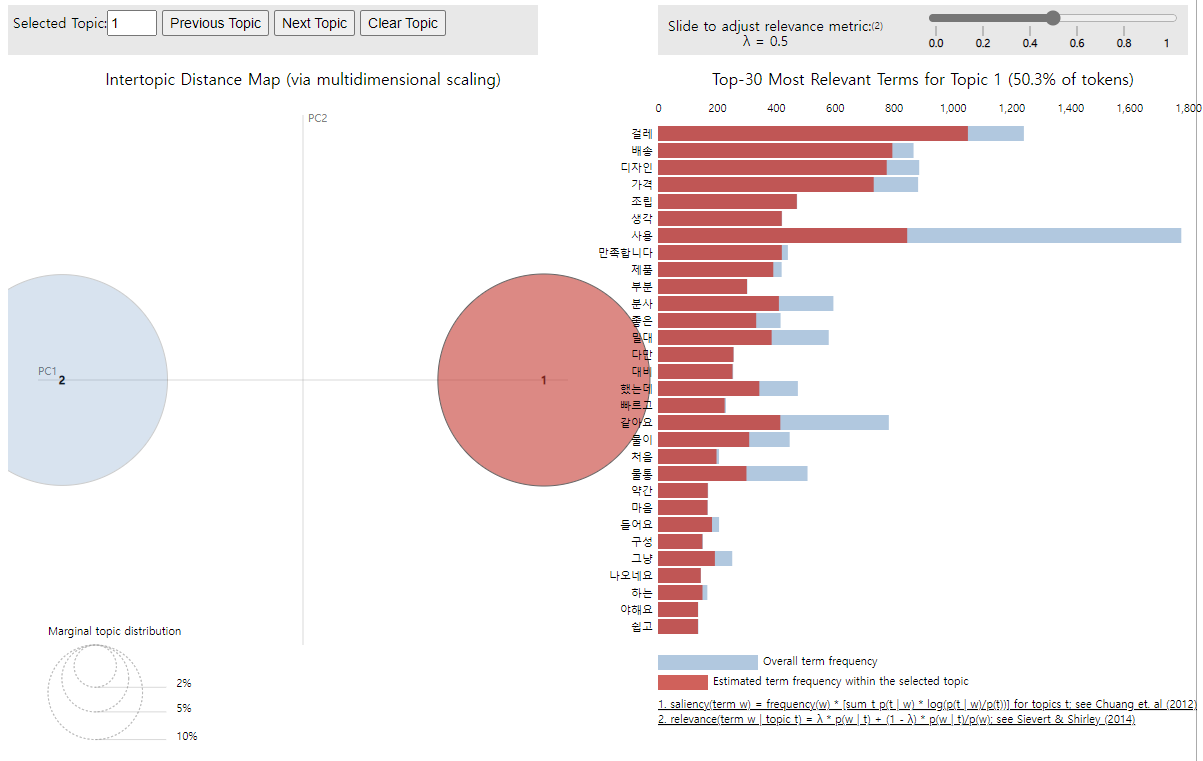 Selected Topic: 1 Previous Topic Next Topic Clear Topic
Slide to adjust relevance metric:(2)
λ = 0.5
0.0 0.2 0.4 0.6 0.8 1
Intertopic Distance Map (via multidimensional scaling)
PC2
PC1
2
1
Marginal topic distribution
2%
5%
10%
Top-30 Most Relevant Terms for Topic 1 (50.3% of tokens)
0 200 400 600 800 1,000 1,200 1,400 1,600 1,800
걸레
배송
디자인
가격
조립
생각
사용
만족합니다
제품
부분
분사
좋은
밀대
다만
대비
했는데
빠르고
같아요
물이
처음
물통
약간
마음
들어요
구성
그냥
나오네요
하는
야해요
쉽고
Overall term frequency
Estimated term frequency within the selected topic
1. saliency(term w) = frequency(w) * [sum_t p(t | w) * log(p(t | w)/p(t))] for topics t; see Chuang et. al (2012)
2. relevance(term w | topic t) = λ * p(w | t) + (1 - λ) * p(w | t)/p(w); see Sievert & Shirley (2014)